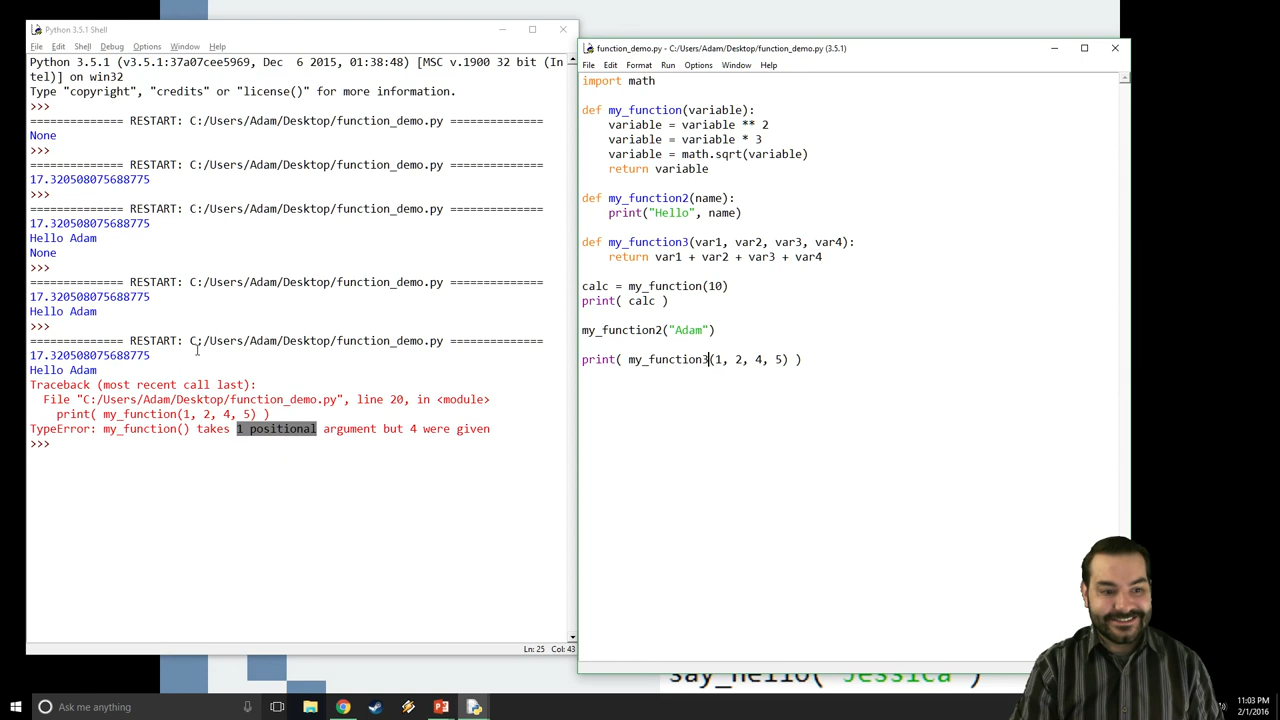 Python 3.5.1 Shell
File Edit Shell Debug Options Window Help
Python 3.5.1 (v3.5.1:37a07cee5969, Dec  6 2015, 01:38:48) [MSC v.1900 32 bit (In
tel)] on win32
Type "copyright", "credits" or "license()" for more information.
>>>
============== RESTART: C:/Users/Adam/Desktop/function_demo.py ==============
None
>>>
============== RESTART: C:/Users/Adam/Desktop/function_demo.py ==============
17.320508075688775
>>>
============== RESTART: C:/Users/Adam/Desktop/function_demo.py ==============
17.320508075688775
Hello Adam
None
>>>
============== RESTART: C:/Users/Adam/Desktop/function_demo.py ==============
17.320508075688775
Hello Adam
>>>
============== RESTART: C:/Users/Adam/Desktop/function_demo.py ==============
17.320508075688775
Hello Adam
Traceback (most recent call last):
  File "C:/Users/Adam/Desktop/function_demo.py", line 20, in <module>
    print( my_function(1, 2, 4, 5) )
TypeError: my_function() takes 1 positional argument but 4 were given
>>>
Ln: 25 Col: 43
function_demo.py - C:/Users/Adam/Desktop/function_demo.py (3.5.1)
File Edit Format Run Options Window Help
import math
def my_function(variable):
    variable = variable ** 2
    variable = variable * 3
    variable = math.sqrt(variable)
    return variable
def my_function2(name):
    print("Hello", name)
def my_function3(var1, var2, var3, var4):
    return var1 + var2 + var3 + var4
calc = my_function(10)
print( calc )
my_function2("Adam")
print( my_function3(1, 2, 4, 5) )
say_hello("Jessica")
Ask me anything
11:03 PM
2/1/2016